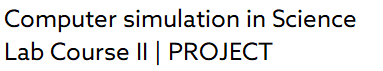 Computer simulation in Science
Lab Course II | PROJECT